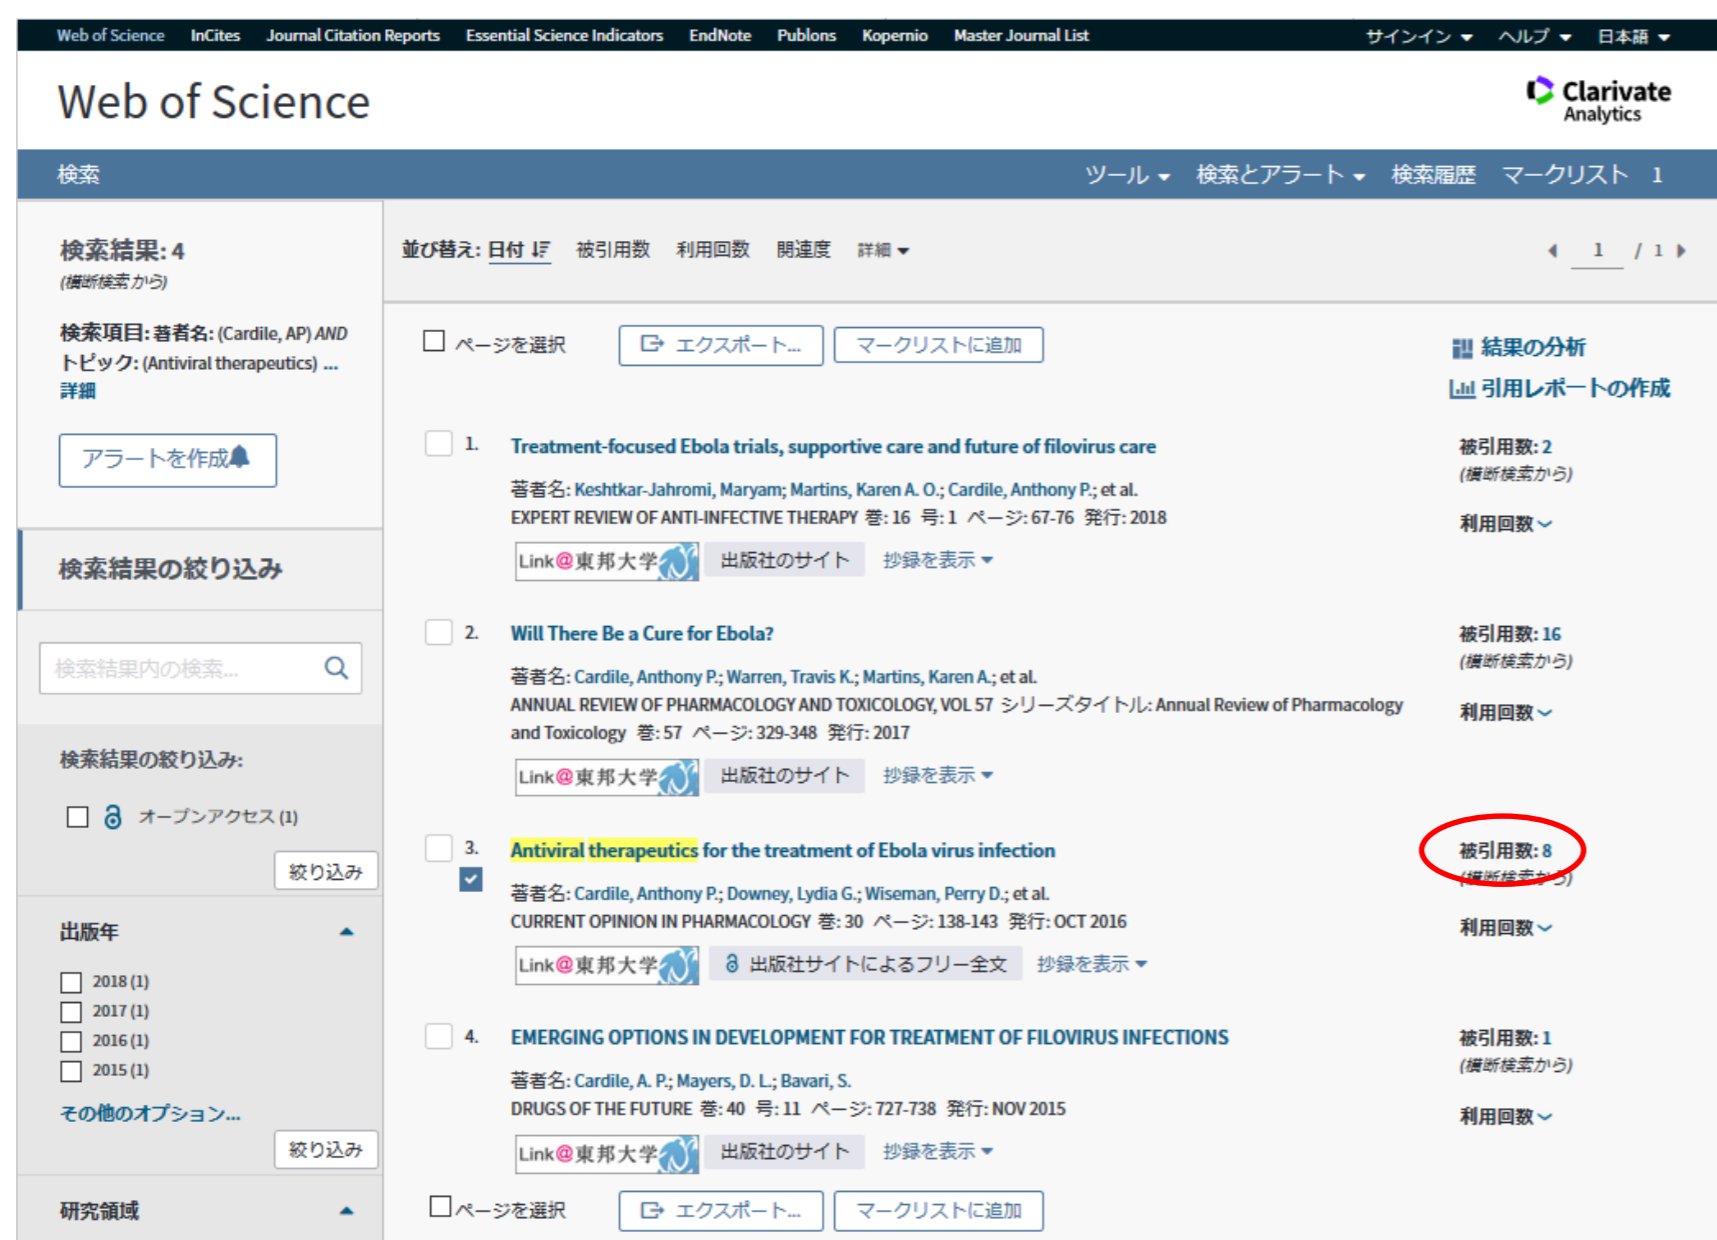 Web of Science InCites Journal Citation Reports Essential Science Indicators EndNote Publons Kopernio Master Journal List サインイン ヘルプ 日本語
Web of Science
Clarivate
Analytics
検索 ツール 検索とアラート 検索履歴 マークリスト 1
検索結果: 4
(横断検索 から)
検索項目: 著者名: (Cardile, AP) AND
トピック: (Antiviral therapeutics) ...
詳細
アラートを作成
検索結果の絞り込み
検索結果内の検索...
検索結果の絞り込み:
オープンアクセス (1)
絞り込み
出版年
2018 (1)
2017 (1)
2016 (1)
2015 (1)
その他のオプション...
絞り込み
研究領域
並び替え: 日付 被引用数 利用回数 関連度 詳細
1 / 1
ページを選択 エクスポート... マークリストに追加
結果の分析
引用レポートの作成
1. Treatment-focused Ebola trials, supportive care and future of filovirus care
著者名: Keshtkar-Jahromi, Maryam; Martins, Karen A. O.; Cardile, Anthony P.; et al.
EXPERT REVIEW OF ANTI-INFECTIVE THERAPY 巻: 16 号: 1 ページ: 67-76 発行: 2018
Link@東邦大学 出版社のサイト 抄録を表示
被引用数: 2
(横断検索から)
利用回数
2. Will There Be a Cure for Ebola?
著者名: Cardile, Anthony P.; Warren, Travis K.; Martins, Karen A.; et al.
ANNUAL REVIEW OF PHARMACOLOGY AND TOXICOLOGY, VOL 57 シリーズタイトル: Annual Review of Pharmacology
and Toxicology 巻: 57 ページ: 329-348 発行: 2017
Link@東邦大学 出版社のサイト 抄録を表示
被引用数: 16
(横断検索から)
利用回数
3. Antiviral therapeutics for the treatment of Ebola virus infection
著者名: Cardile, Anthony P.; Downey, Lydia G.; Wiseman, Perry D.; et al.
CURRENT OPINION IN PHARMACOLOGY 巻: 30 ページ: 138-143 発行: OCT 2016
Link@東邦大学 出版社サイトによるフリー全文 抄録を表示
被引用数: 8
(横断検索から)
利用回数
4. EMERGING OPTIONS IN DEVELOPMENT FOR TREATMENT OF FILOVIRUS INFECTIONS
著者名: Cardile, A. P.; Mayers, D. L.; Bavari, S.
DRUGS OF THE FUTURE 巻: 40 号: 11 ページ: 727-738 発行: NOV 2015
Link@東邦大学 出版社のサイト 抄録を表示
被引用数: 1
(横断検索から)
利用回数
ページを選択 エクスポート... マークリストに追加